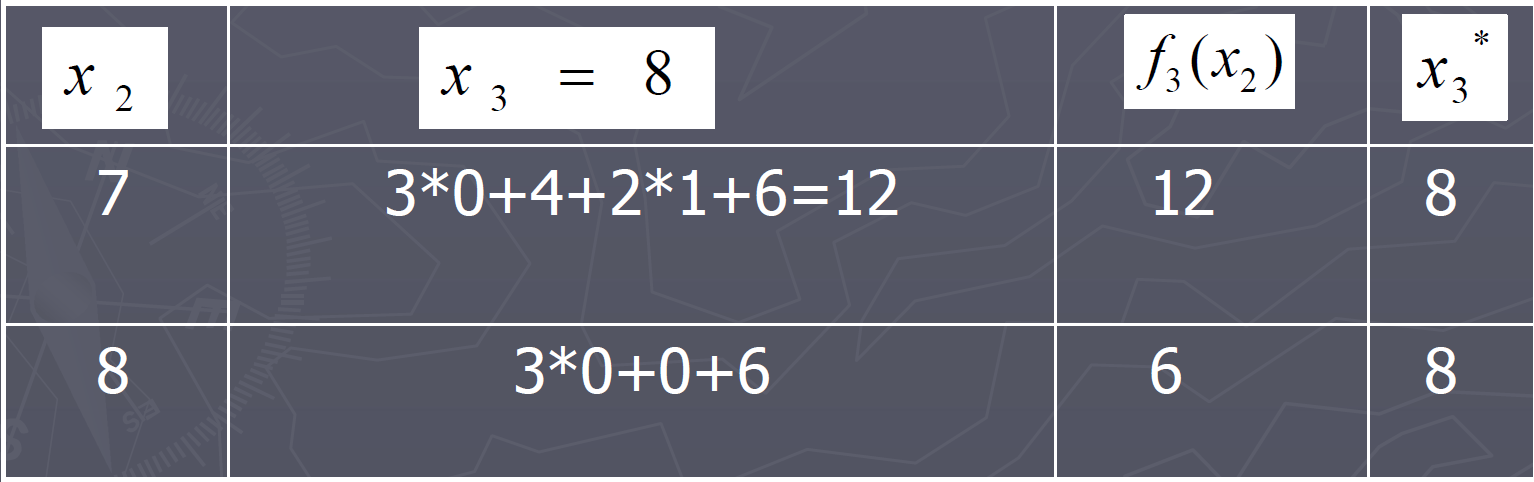 x₂ x₃ = 8 f₃(x₂) x₃*
7 3*0+4+2*1+6=12 12 8
8 3*0+0+6 6 8